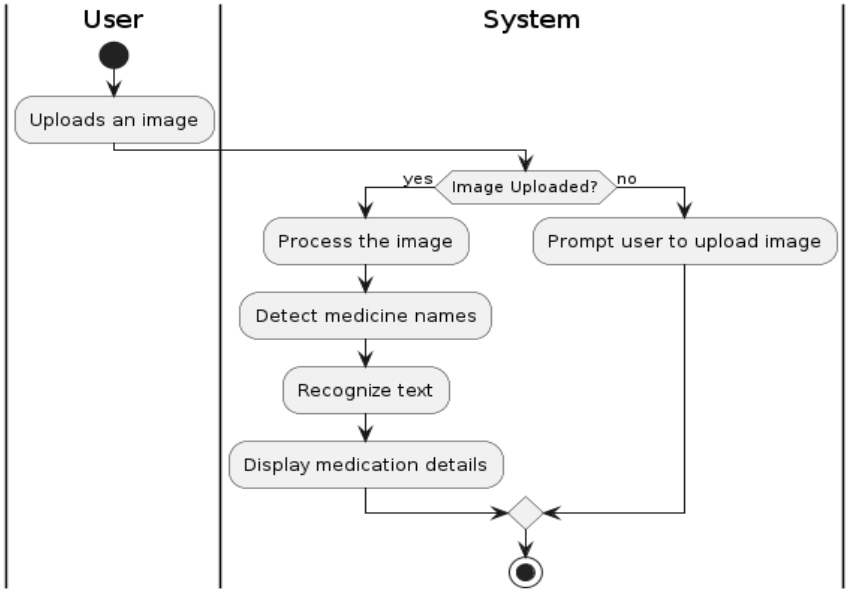 User
System
Uploads an image
yes
Image Uploaded?
no
Process the image
Prompt user to upload image
Detect medicine names
Recognize text
Display medication details